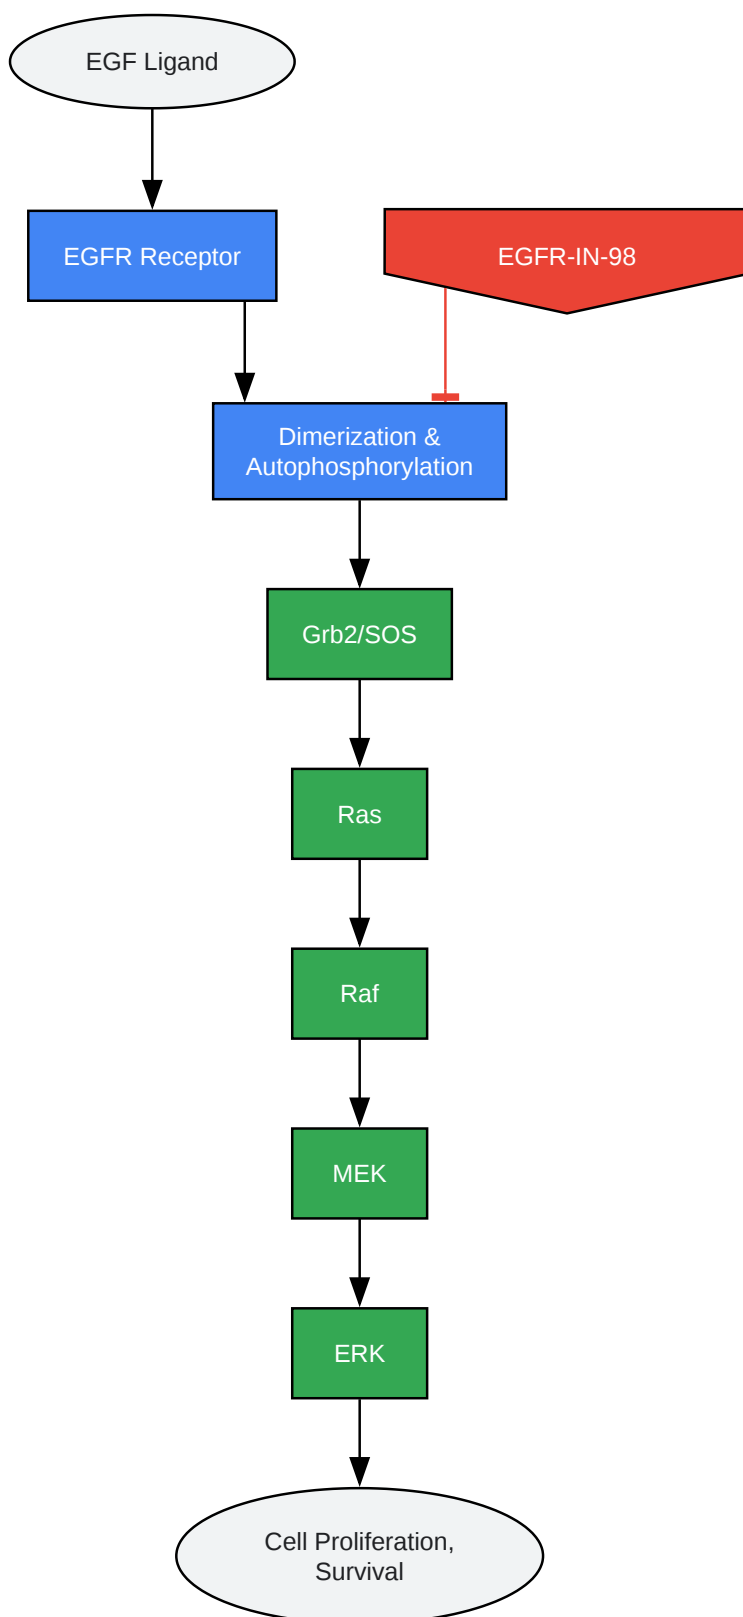 EGF Ligand
EGFR Receptor
EGFR-IN-98
Dimerization &
Autophosphorylation
Grb2/SOS
Ras
Raf
MEK
ERK
Cell Proliferation,
Survival